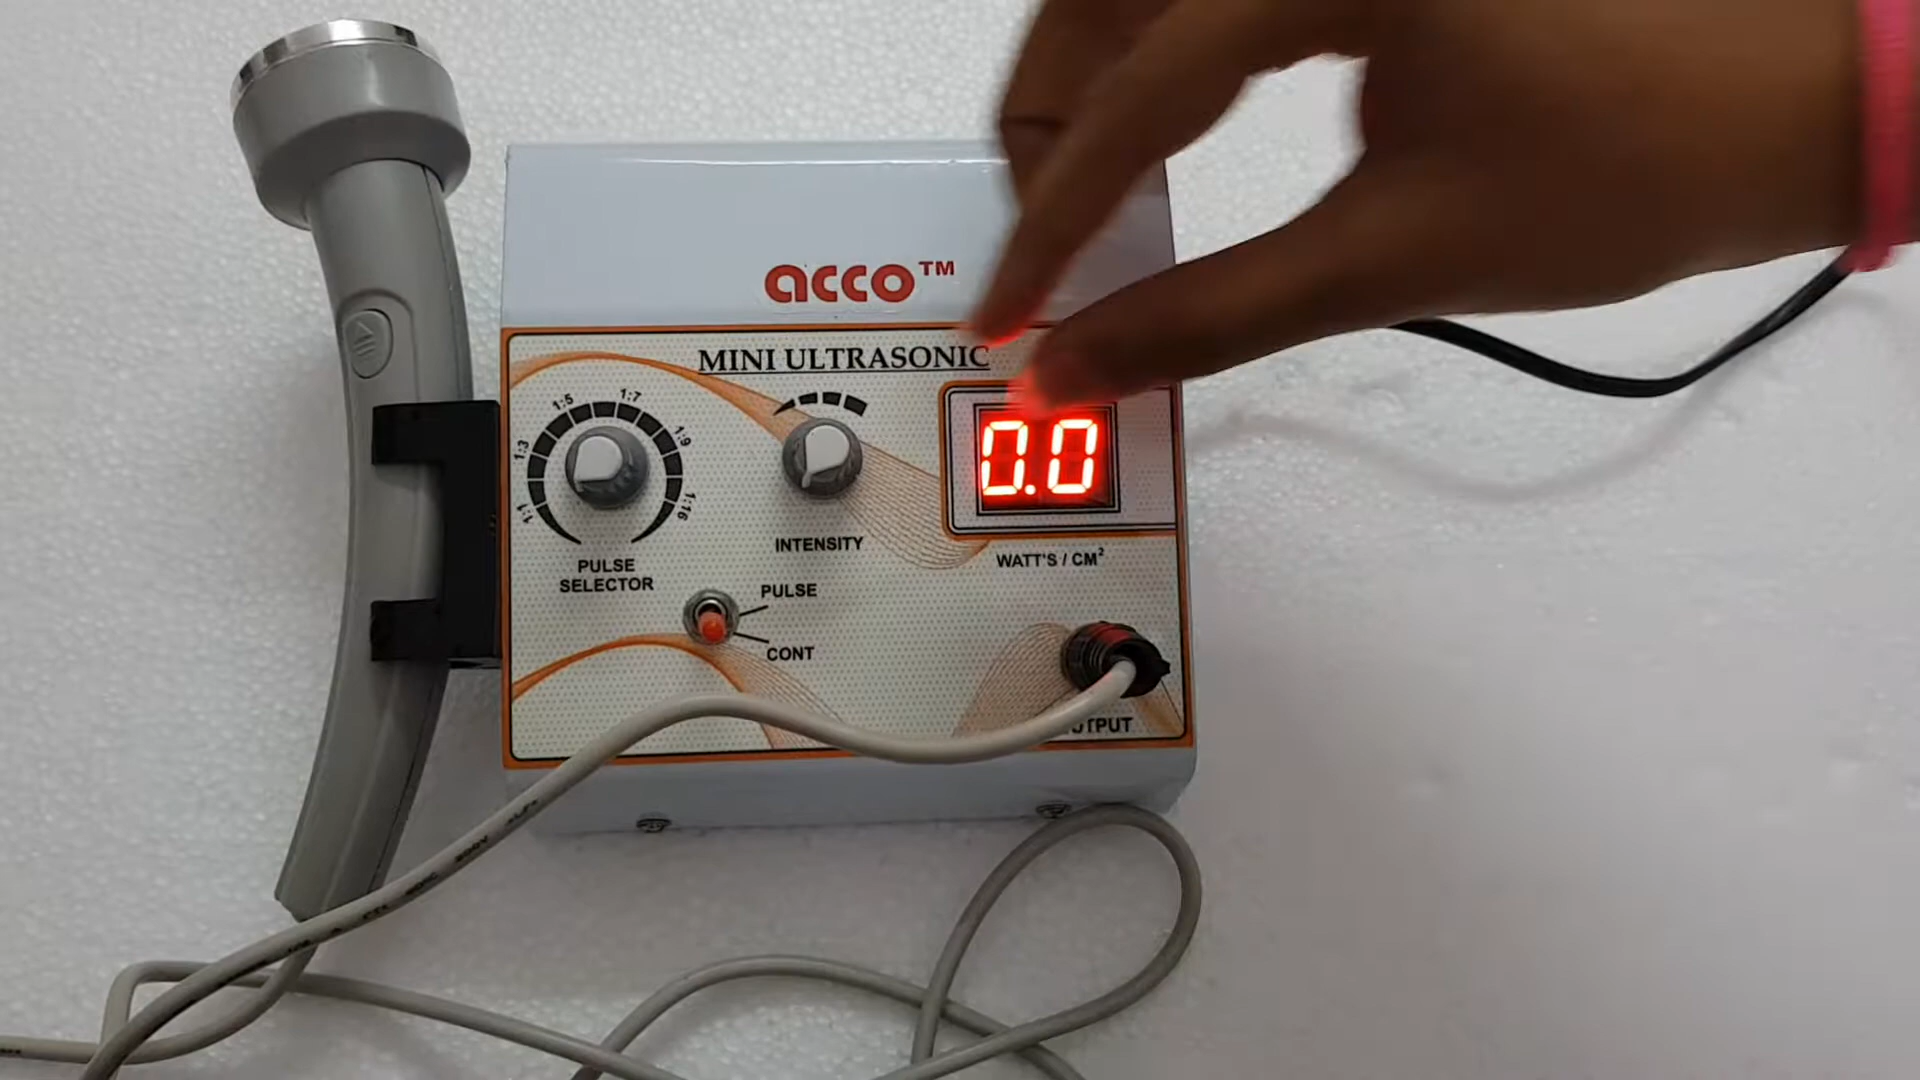 acco™
MINI ULTRASONIC
1:1
1:3
1:5
1:7
1:9
1:16
0.0
PULSE
SELECTOR
INTENSITY
WATT'S / CM²
PULSE
CONT